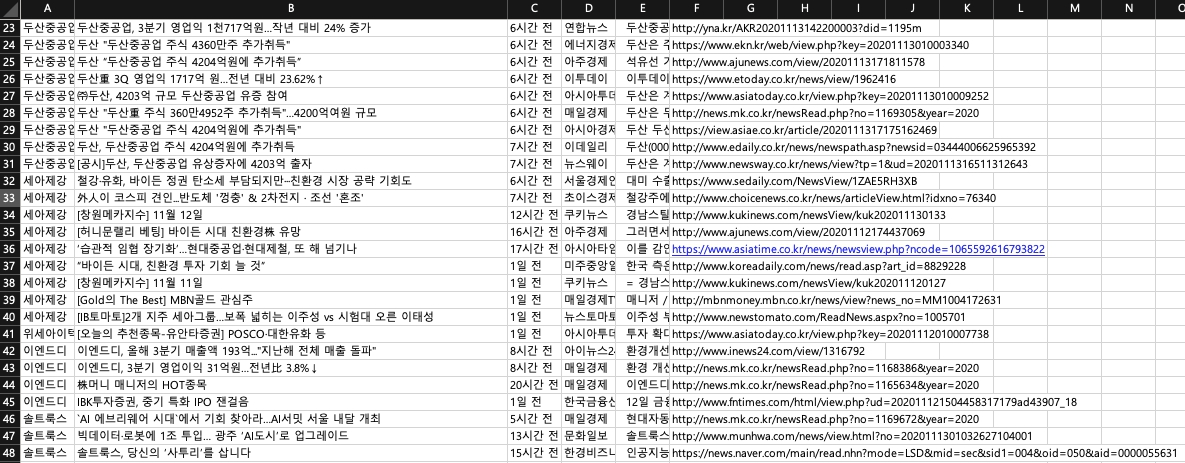 A B C D E F G H I J K L M N O
23 두산중공업 두산중공업, 3분기 영업익 1천717억원...작년 대비 24% 증가 6시간 전 연합뉴스 두산중공 http://yna.kr/AKR20201113142200003?did=1195m
24 두산중공업 두산 "두산중공업 주식 4360만주 추가취득" 6시간 전 에너지경제 두산은 주 https://www.ekn.kr/web/view.php?key=20201113010003340
25 두산중공업 두산 “두산중공업 주식 4204억원에 추가취득” 6시간 전 아주경제 석유선 기 http://www.ajunews.com/view/20201113171811578
26 두산중공업 두산重 3Q 영업익 1717억 원...전년 대비 23.62%↑ 6시간 전 이투데이 이투데이 https://www.etoday.co.kr/news/view/1962416
27 두산중공업 ㈜두산, 4203억 규모 두산중공업 유증 참여 6시간 전 아시아투데 두산은 계 https://www.asiatoday.co.kr/view.php?key=20201113010009252
28 두산중공업 두산 "두산重 주식 360만4952주 추가취득"...4200억여원 규모 6시간 전 매일경제 두산은 두 http://news.mk.co.kr/newsRead.php?no=1169305&year=2020
29 두산중공업 두산 "두산중공업 주식 4204억원에 추가취득" 6시간 전 아시아경제 두산 두산 https://view.asiae.co.kr/article/2020111317175162469
30 두산중공업 두산, 두산중공업 주식 4204억원에 추가취득 7시간 전 이데일리 두산(000 http://www.edaily.co.kr/news/newspath.asp?newsid=03444006625965392
31 두산중공업 [공시]두산, 두산중공업 유상증자에 4203억 출자 7시간 전 뉴스웨이 두산은 계 http://www.newsway.co.kr/news/view?tp=1&ud=2020111316511312643
32 세아제강 철강·유화, 바이든 정권 탄소세 부담되지만…친환경 시장 공략 기회도 6시간 전 서울경제언 대미 수출 http://www.sedaily.com/NewsView/1ZAE5RH3XB
33 세아제강 外人이 코스피 견인...반도체 '껑충' & 2차전지ㆍ조선 '혼조' 7시간 전 초이스경제 철강주에 http://www.choicenews.co.kr/news/articleView.html?idxno=76340
34 세아제강 [창원메카지수] 11월 12일 12시간 전 쿠키뉴스 경남스틸 http://www.kukinews.com/newsView/kuk202011130133
35 세아제강 [허니문랠리 베팅] 바이든 시대 친환경株 유망 16시간 전 아주경제 그러면서 http://www.ajunews.com/view/20201112174437069
36 세아제강 '습관적 임협 장기화'...현대중공업·현대제철, 또 해 넘기나 17시간 전 아시아타임 이를 감안 https://www.asiatime.co.kr/news/newsview.php?ncode=1065592616793822
37 세아제강 “바이든 시대, 친환경 투자 기회 늘 것” 1일 전 미주중앙일 한국 측은 http://www.koreadaily.com/news/read.asp?art_id=8829228
38 세아제강 [창원메카지수] 11월 11일 1일 전 쿠키뉴스 = 경남스 http://www.kukinews.com/newsView/kuk202011120127
39 세아제강 [Gold의 The Best] MBN골드 관심주 1일 전 매일경제T 매니저 / http://mbnmoney.mbn.co.kr/news/view?news_no=MM1004172631
40 세아제강 [IB토마토]2개 지주 세아그룹...보폭 넓히는 이주성 vs 시험대 오른 이태성 1일 전 뉴스토마토 이주성 부 http://www.newstomato.com/ReadNews.aspx?no=1005701
41 위세아이텍 [오늘의 추천종목-유안타증권] POSCO·대한유화 등 1일 전 아시아투데 투자 확대 https://www.asiatoday.co.kr/view.php?key=20201112010007738
42 이엔드디 이엔드디, 올해 3분기 매출액 193억..."지난해 전체 매출 돌파" 8시간 전 아이뉴스24 환경개선 http://www.inews24.com/view/1316792
43 이엔드디 이엔드디, 3분기 영업이익 31억원...전년比 3.8%↓ 8시간 전 매일경제 환경 개선 http://news.mk.co.kr/newsRead.php?no=1168386&year=2020
44 이엔드디 株머니 매니저의 HOT종목 20시간 전 매일경제 이엔드디 http://news.mk.co.kr/newsRead.php?no=1165634&year=2020
45 이엔드디 IBK투자증권, 중기 특화 IPO 잰걸음 1일 전 한국금융신 12일 금융 http://www.fntimes.com/html/view.php?ud=202011121504458317179ad43907_18
46 솔트룩스 `AI 에브리웨어 시대`에서 기회 찾아라...AI서밋 서울 내달 개최 5시간 전 매일경제 현대자동 http://news.mk.co.kr/newsRead.php?no=1169672&year=2020
47 솔트룩스 빅데이터·로봇에 1조 투입... 광주 'AI도시'로 업그레이드 13시간 전 문화일보 솔트룩스 http://www.munhwa.com/news/view.html?no=2020111301032627104001
48 솔트룩스 솔트룩스, 당신의 '사투리'를 삽니다 15시간 전 한경비즈니 인공지능 https://news.naver.com/main/read.nhn?mode=LSD&mid=sec&sid1=004&oid=050&aid=0000055631